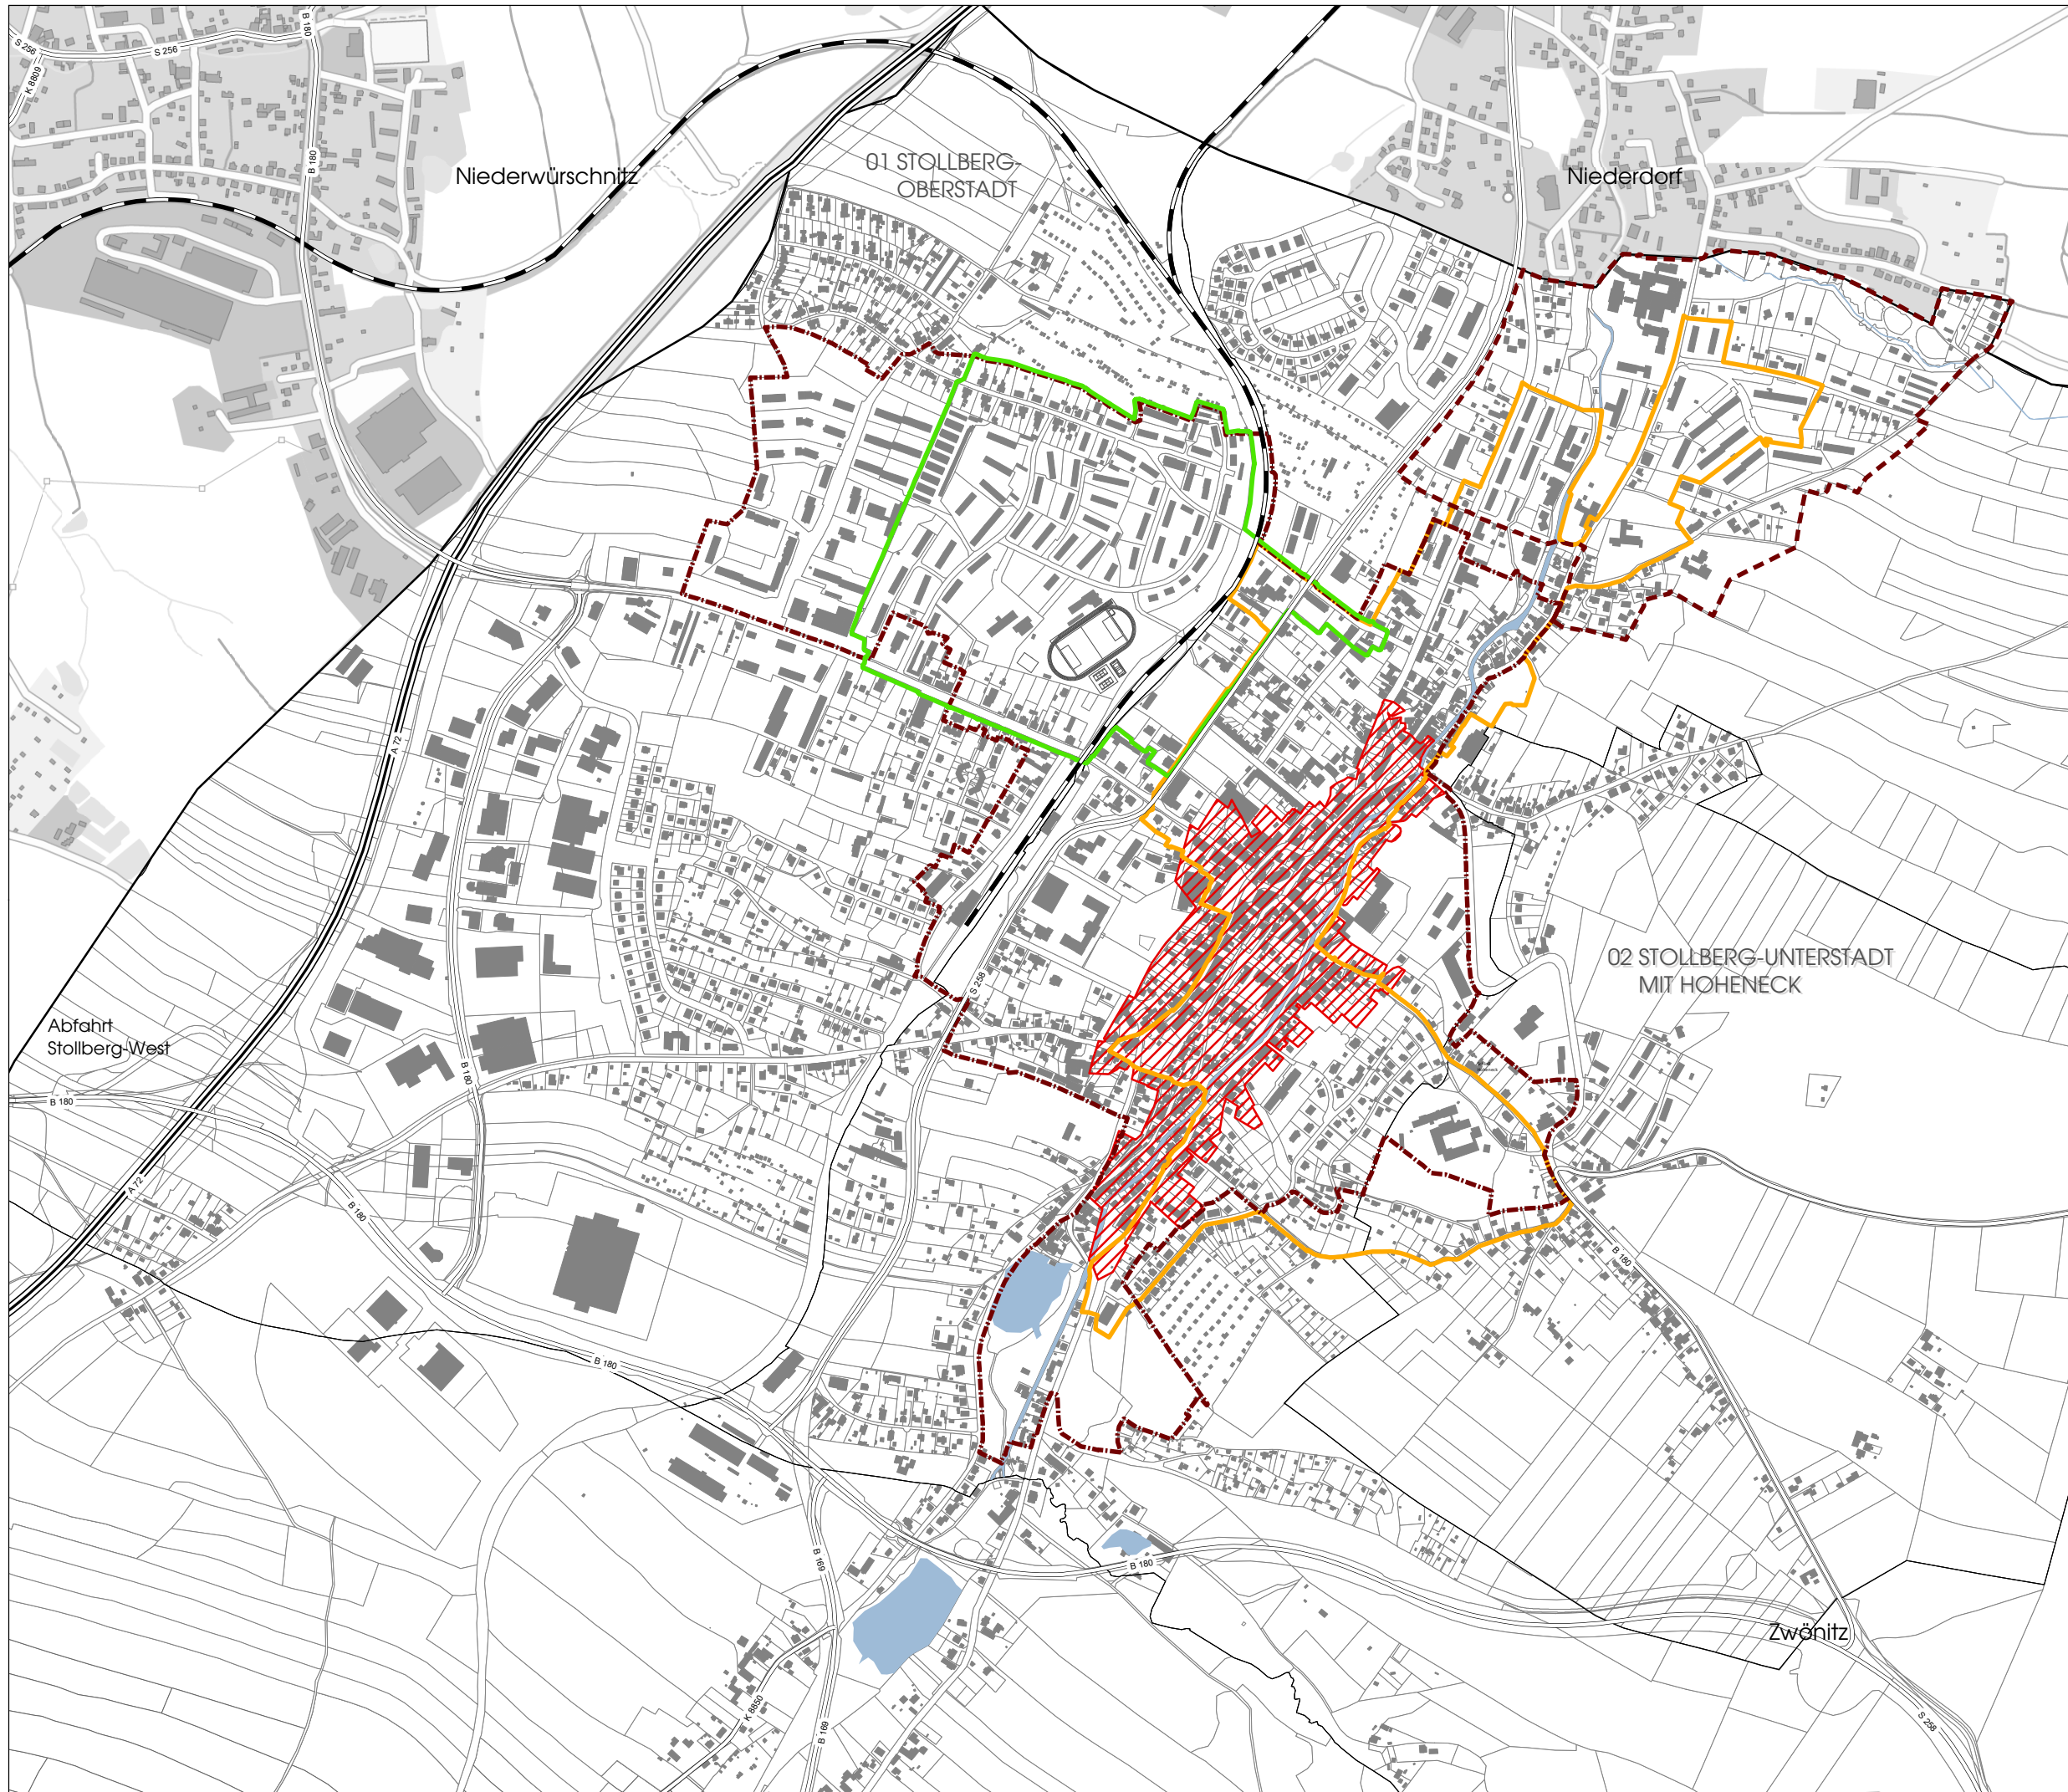 B 180
S 256
S 256
K 8809
B 180
Niederwürschnitz
01 STOLLBERG-
OBERSTADT
Niederdorf
A 72
02 STOLLBERG-UNTERSTADT
MIT HOHENECK
S 258
Abfahrt
Stollberg-West
B 180
B 180
A 72
B 180
B 180
B 180
B 169
B 180
Zwönitz
K 8850
B 169
S 258